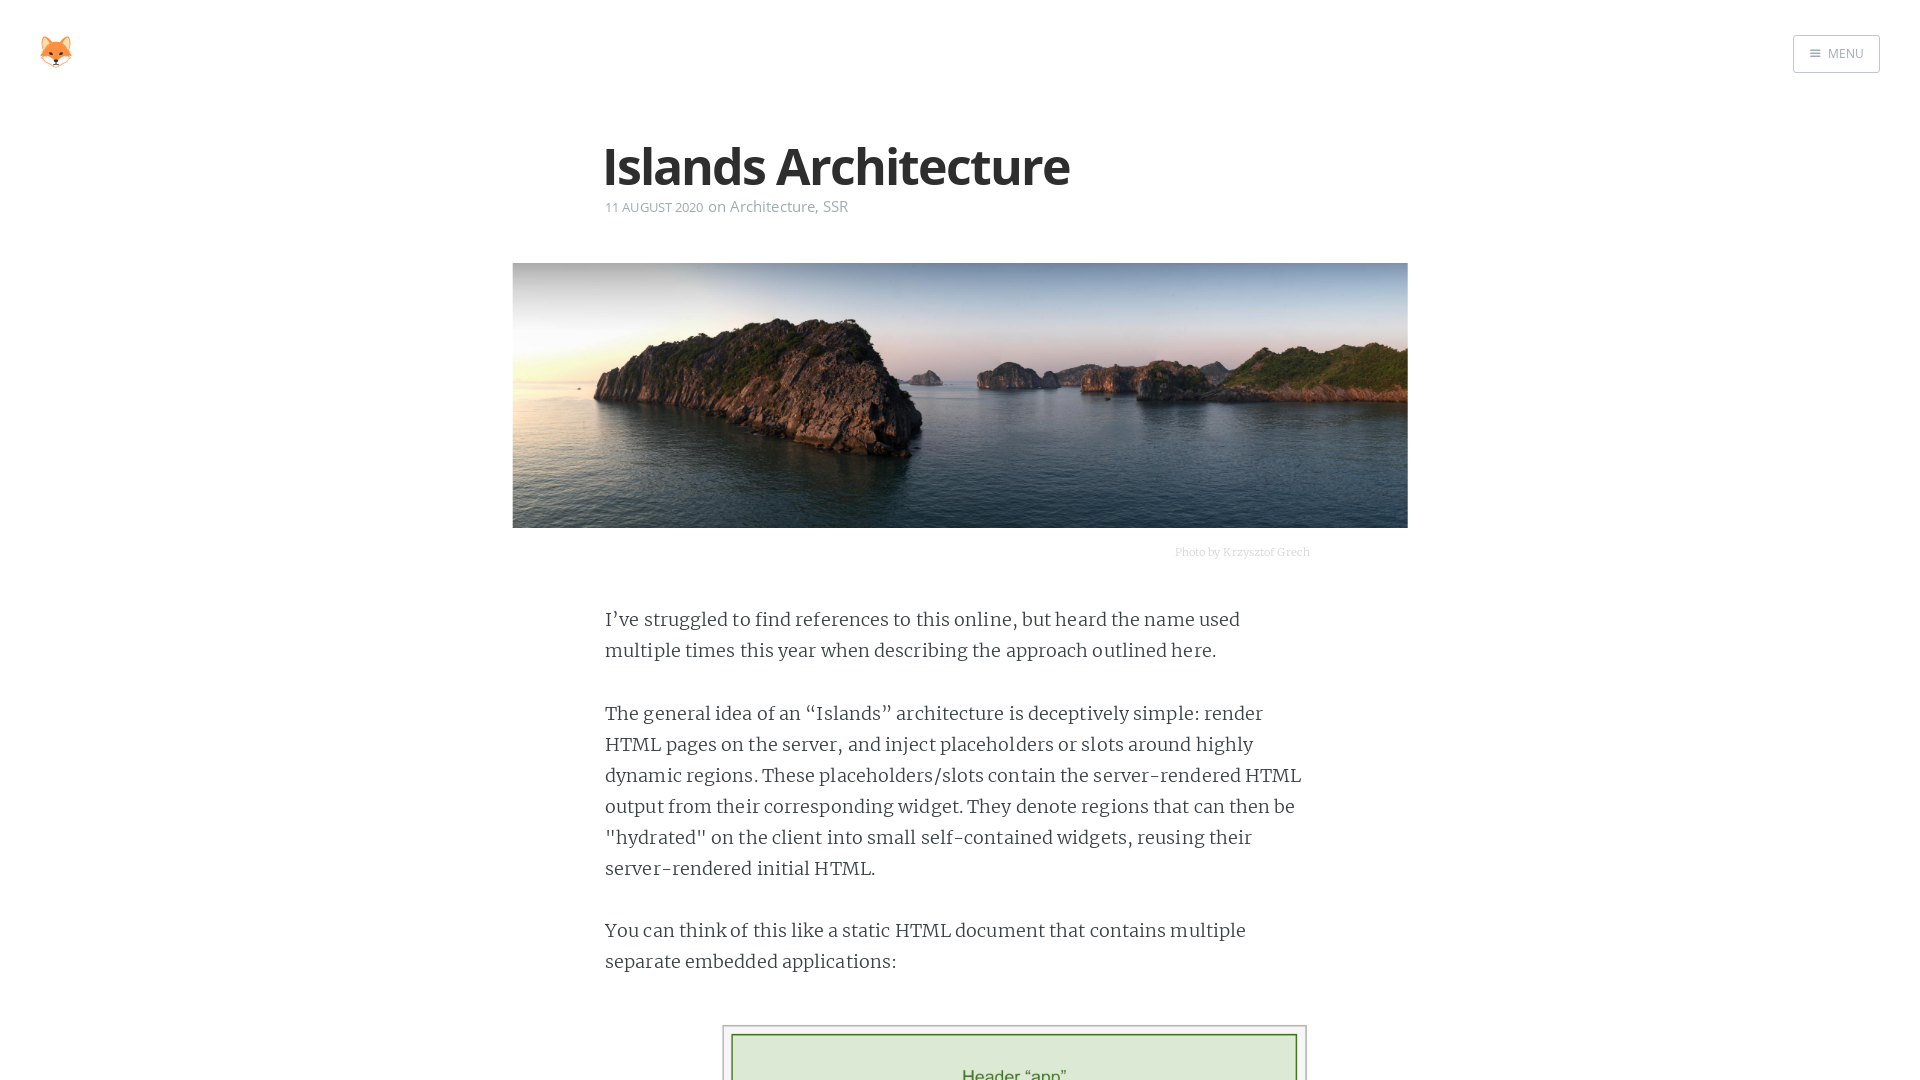 MENU
Islands Architecture
11 AUGUST 2020 on Architecture, SSR
Photo by Krzysztof Grech
I’ve struggled to find references to this online, but heard the name used
multiple times this year when describing the approach outlined here.
The general idea of an “Islands” architecture is deceptively simple: render
HTML pages on the server, and inject placeholders or slots around highly
dynamic regions. These placeholders/slots contain the server-rendered HTML
output from their corresponding widget. They denote regions that can then be
"hydrated" on the client into small self-contained widgets, reusing their
server-rendered initial HTML.
You can think of this like a static HTML document that contains multiple
separate embedded applications:
Header “app”